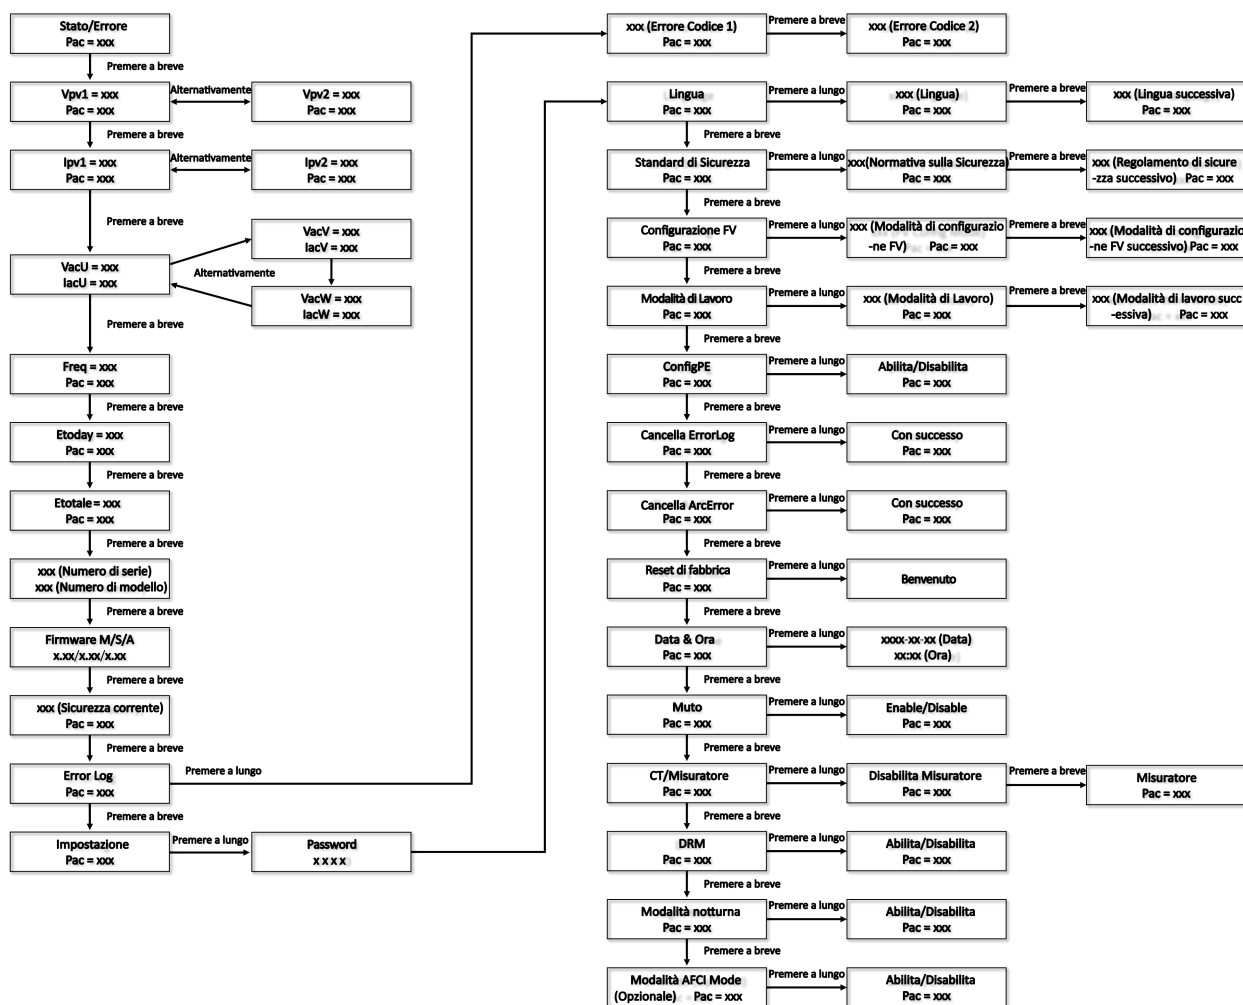 Stato/Errore
Pac = xxx
Premere a breve
Vpv1 = xxx
Pac = xxx
Alternativamente
Vpv2 = xxx
Pac = xxx
Premere a breve
Ipv1 = xxx
Pac = xxx
Alternativamente
Ipv2 = xxx
Pac = xxx
Premere a breve
VacU = xxx
IacU = xxx
VacV = xxx
IacV = xxx
Alternativamente
VacW = xxx
IacW = xxx
Premere a breve
Freq = xxx
Pac = xxx
Premere a breve
Etoday = xxx
Pac = xxx
Premere a breve
Etotale = xxx
Pac = xxx
Premere a breve
xxx (Numero di serie)
xxx (Numero di modello)
Premere a breve
Firmware M/S/A
x.xx/x.xx/x.xx
Premere a breve
xxx (Sicurezza corrente)
Pac = xxx
Premere a breve
Error Log
Pac = xxx
Premere a lungo
Premere a breve
Impostazione
Pac = xxx
Premere a lungo
Password
x x x x
xxx (Errore Codice 1)
Pac = xxx
Premere a breve
xxx (Errore Codice 2)
Pac = xxx
Lingua
Pac = xxx
Premere a lungo
xxx (Lingua)
Pac = xxx
Premere a breve
xxx (Lingua successiva)
Pac = xxx
Premere a breve
Standard di Sicurezza
Pac = xxx
Premere a lungo
xxx(Normativa sulla Sicurezza)
Pac = xxx
Premere a breve
xxx (Regolamento di sicure
-zza successivo) Pac = xxx
Premere a breve
Configurazione FV
Pac = xxx
Premere a lungo
xxx (Modalità di configurazio
-ne FV) Pac = xxx
Premere a breve
xxx (Modalità di configurazio
-ne FV successivo) Pac = xxx
Premere a breve
Modalità di Lavoro
Pac = xxx
Premere a lungo
xxx (Modalità di Lavoro)
Pac = xxx
Premere a breve
xxx (Modalità di lavoro succ
-essiva) Pac = xxx
Premere a breve
ConfigPE
Pac = xxx
Premere a lungo
Abilita/Disabilita
Pac = xxx
Premere a breve
Cancella ErrorLog
Pac = xxx
Premere a lungo
Con successo
Pac = xxx
Premere a breve
Cancella ArcError
Pac = xxx
Premere a lungo
Con successo
Pac = xxx
Premere a breve
Reset di fabbrica
Pac = xxx
Premere a lungo
Benvenuto
Premere a breve
Data & Ora
Pac = xxx
Premere a lungo
xxxx-xx-xx (Data)
xx:xx (Ora)
Premere a breve
Muto
Pac = xxx
Premere a lungo
Enable/Disable
Pac = xxx
Premere a breve
CT/Misuratore
Pac = xxx
Premere a lungo
Disabilita Misuratore
Pac = xxx
Premere a breve
Misuratore
Pac = xxx
Premere a breve
DRM
Pac = xxx
Premere a lungo
Abilita/Disabilita
Pac = xxx
Premere a breve
Modalità notturna
Pac = xxx
Premere a lungo
Abilita/Disabilita
Pac = xxx
Premere a breve
Modalità AFCI Mode
(Opzionale) Pac = xxx
Premere a lungo
Abilita/Disabilita
Pac = xxx